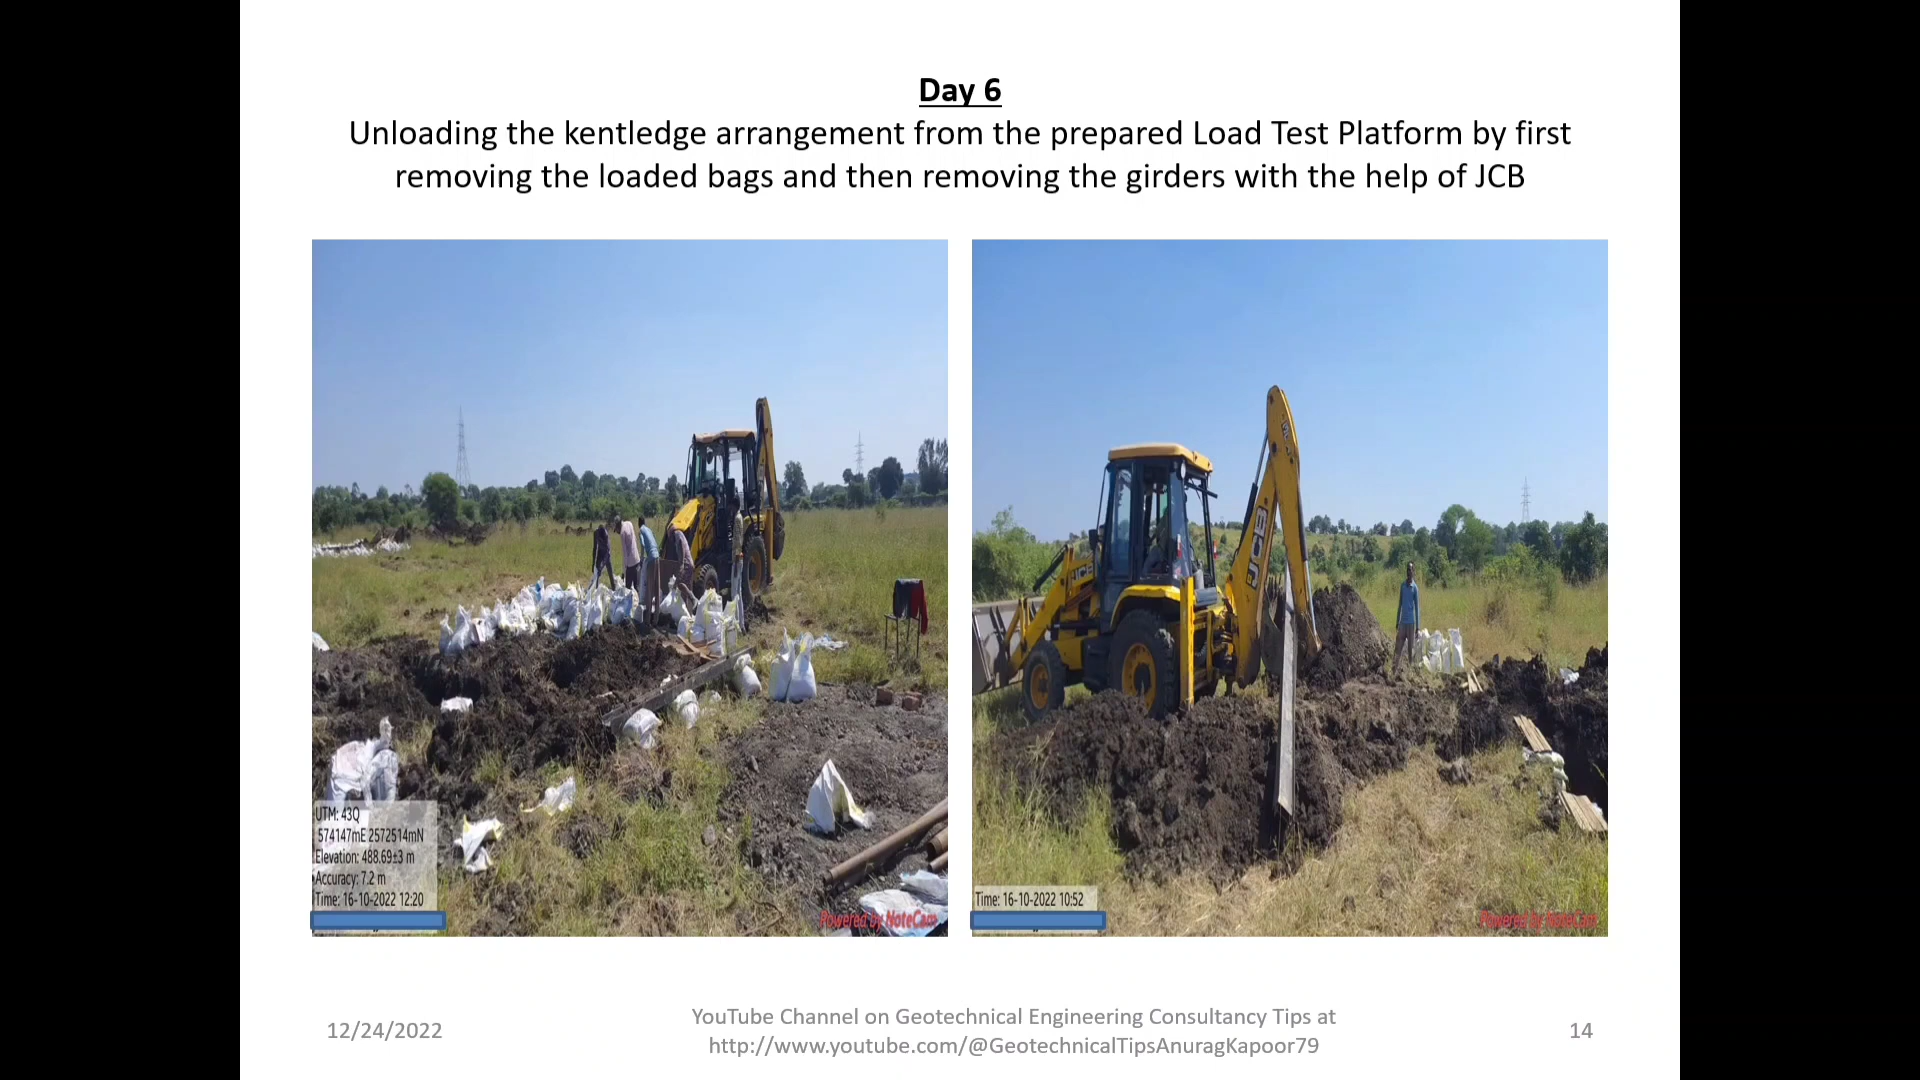 Day 6
Unloading the kentledge arrangement from the prepared Load Test Platform by first
removing the loaded bags and then removing the girders with the help of JCB
UTM: 43Q
574147mE 2572514mN
Elevation: 488.69±3 m
Accuracy: 7.2 m
Time: 16-10-2022 12:20
Powered by NoteCam
JCB
JCB
Time: 16-10-2022 10:52
Powered by NoteCam
12/24/2022
YouTube Channel on Geotechnical Engineering Consultancy Tips at
http://www.youtube.com/@GeotechnicalTipsAnuragKapoor79
14